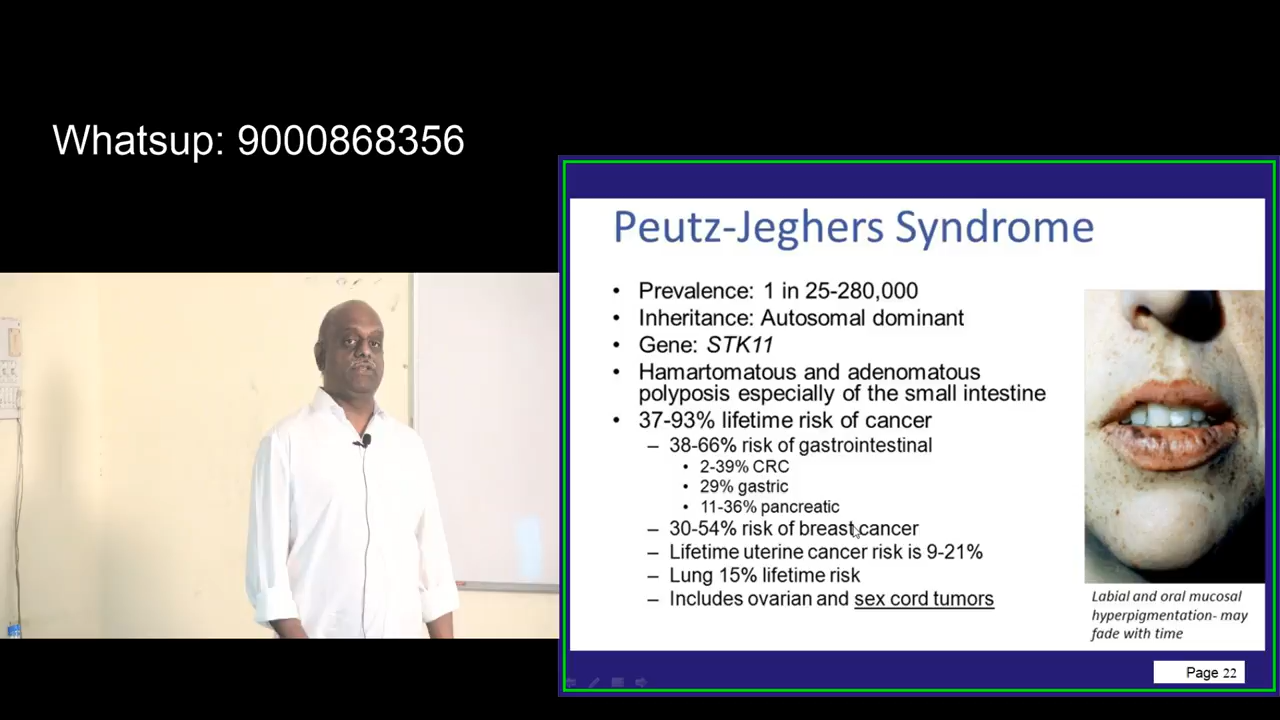 Whatsup: 9000868356
Peutz-Jeghers Syndrome
• Prevalence: 1 in 25-280,000
• Inheritance: Autosomal dominant
• Gene: STK11
• Hamartomatous and adenomatous
polyposis especially of the small intestine
• 37-93% lifetime risk of cancer
– 38-66% risk of gastrointestinal
• 2-39% CRC
• 29% gastric
• 11-36% pancreatic
– 30-54% risk of breast cancer
– Lifetime uterine cancer risk is 9-21%
– Lung 15% lifetime risk
– Includes ovarian and sex cord tumors
Labial and oral mucosal
hyperpigmentation- may
fade with time
Page 22